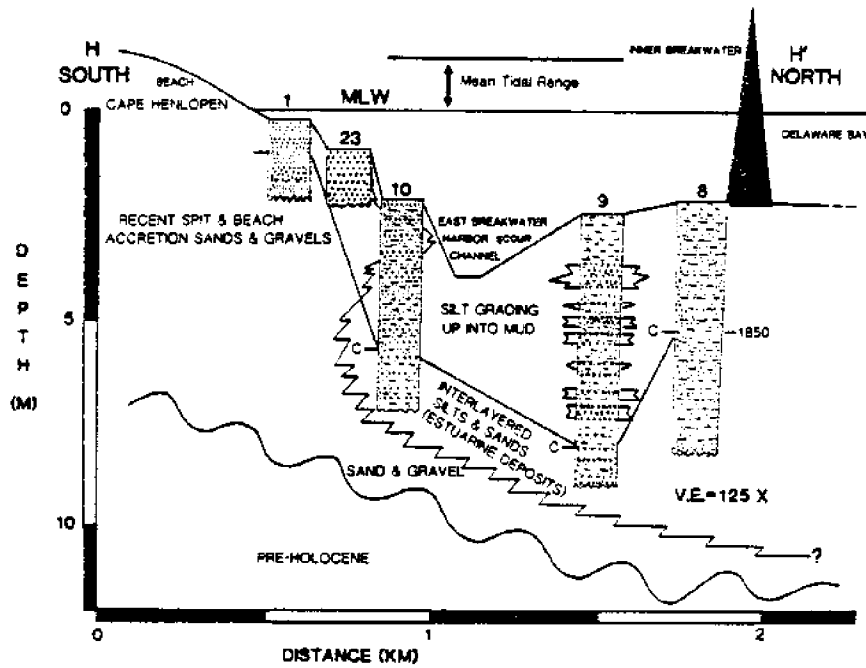 H
SOUTH
BEACH
CAPE HENLOPEN
MLW
Mean Tidal Range
INNER BREAKWATER
H'
NORTH
DELAWARE BAY
0
1
23
10
9
8
RECENT SPIT & BEACH
ACCRETION SANDS & GRAVELS
EAST BREAKWATER
HARBOR SCOUR
CHANNEL
DEPTH
(M)
5
SILT GRADING
UP INTO MUD
C
C
1850
INTERLAYERED
SILTS & SANDS
(ESTUARINE DEPOSITS)
C
SAND & GRAVEL
V.E.=125 X
10
?
PRE-HOLOCENE
0
1
2
DISTANCE (KM)